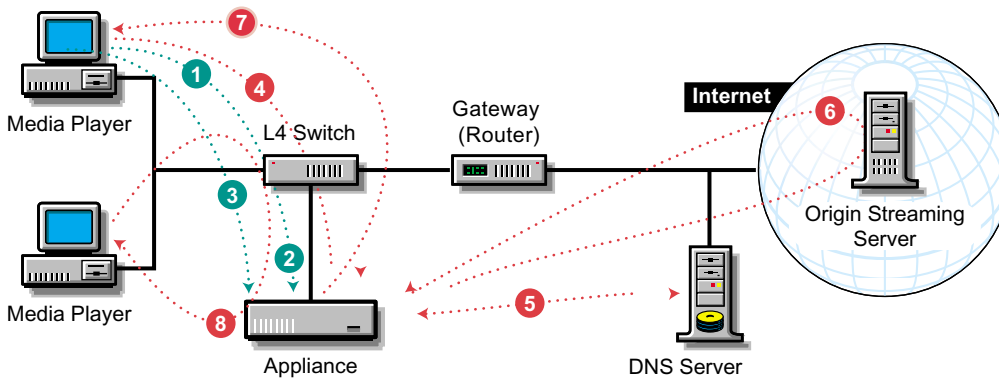 7
1
4
Media Player
L4 Switch
Gateway
(Router)
Internet
6
3
Origin Streaming
Server
2
Media Player
8
5
Appliance
DNS Server